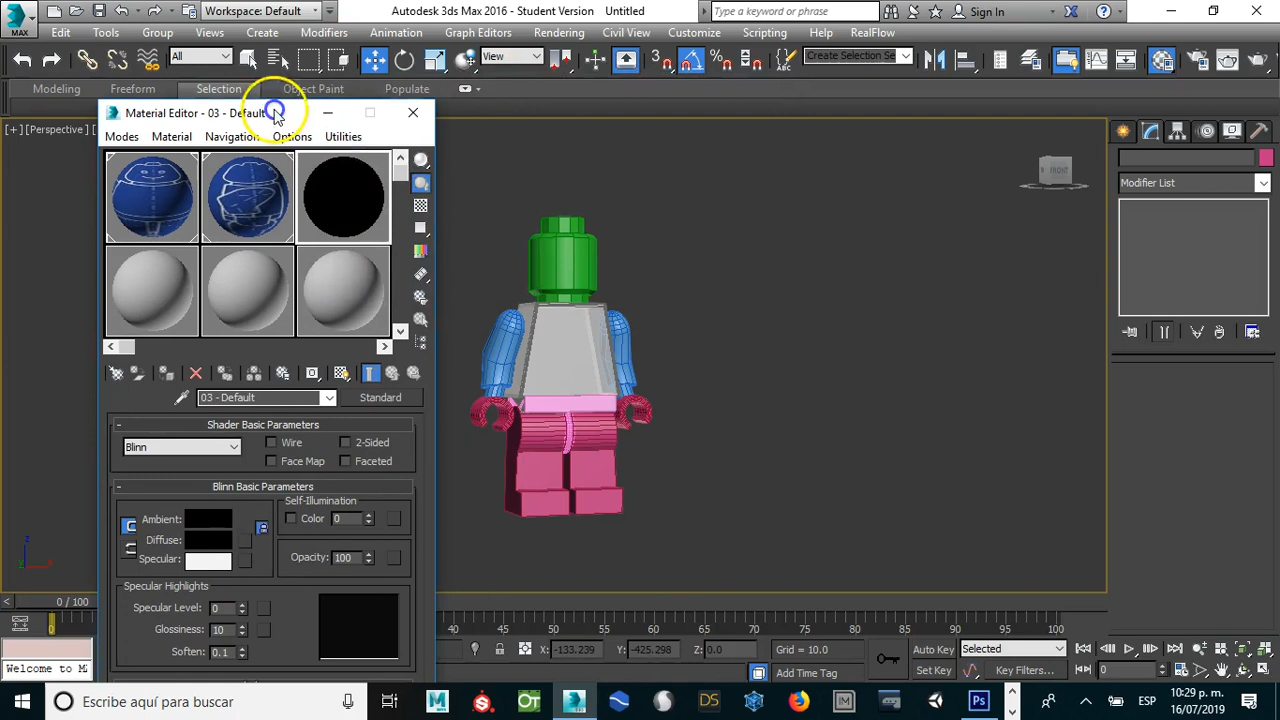 MAX
Workspace: Default
Autodesk 3ds Max 2016 - Student Version Untitled
Type a keyword or phrase
Sign In
Edit Tools Group Views Create Modifiers Animation Graph Editors Rendering Civil View Customize Scripting Help RealFlow
All
View
Create Selection Se
Modeling Freeform Selection Object Paint Populate
[+] [Perspective]
Material Editor - 03 - Default
Modes Material Navigation Options Utilities
FRONT
Modifier List
03 - Default
Standard
Shader Basic Parameters
Blinn
Wire
2-Sided
Face Map
Faceted
Blinn Basic Parameters
Self-Illumination
Ambient:
Color 0
Diffuse:
Specular:
Opacity: 100
Specular Highlights
Specular Level: 0
Glossiness: 10
Soften: 0.1
0 / 100
0 40 45 50 55 60 65 70 75 80 85 90 95 100
X: -133.239 Y: -425.298 Z: 0.0 Grid = 10.0
Auto Key Selected
Add Time Tag
Set Key Key Filters... 0
Welcome to M
Escribe aquí para buscar
DS
ESP
10:29 p. m.
16/07/2019